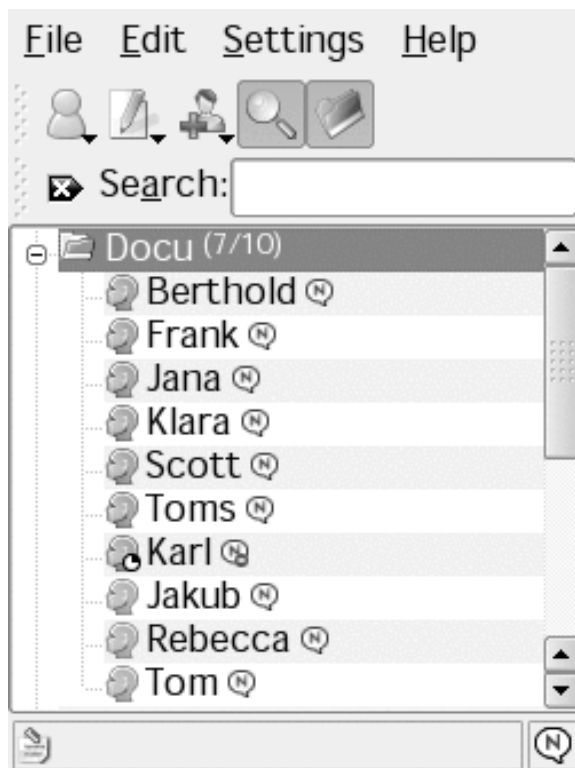 File Edit Settings Help
Search:
Docu (7/10)
Berthold
Frank
Jana
Klara
Scott
Toms
Karl
Jakub
Rebecca
Tom